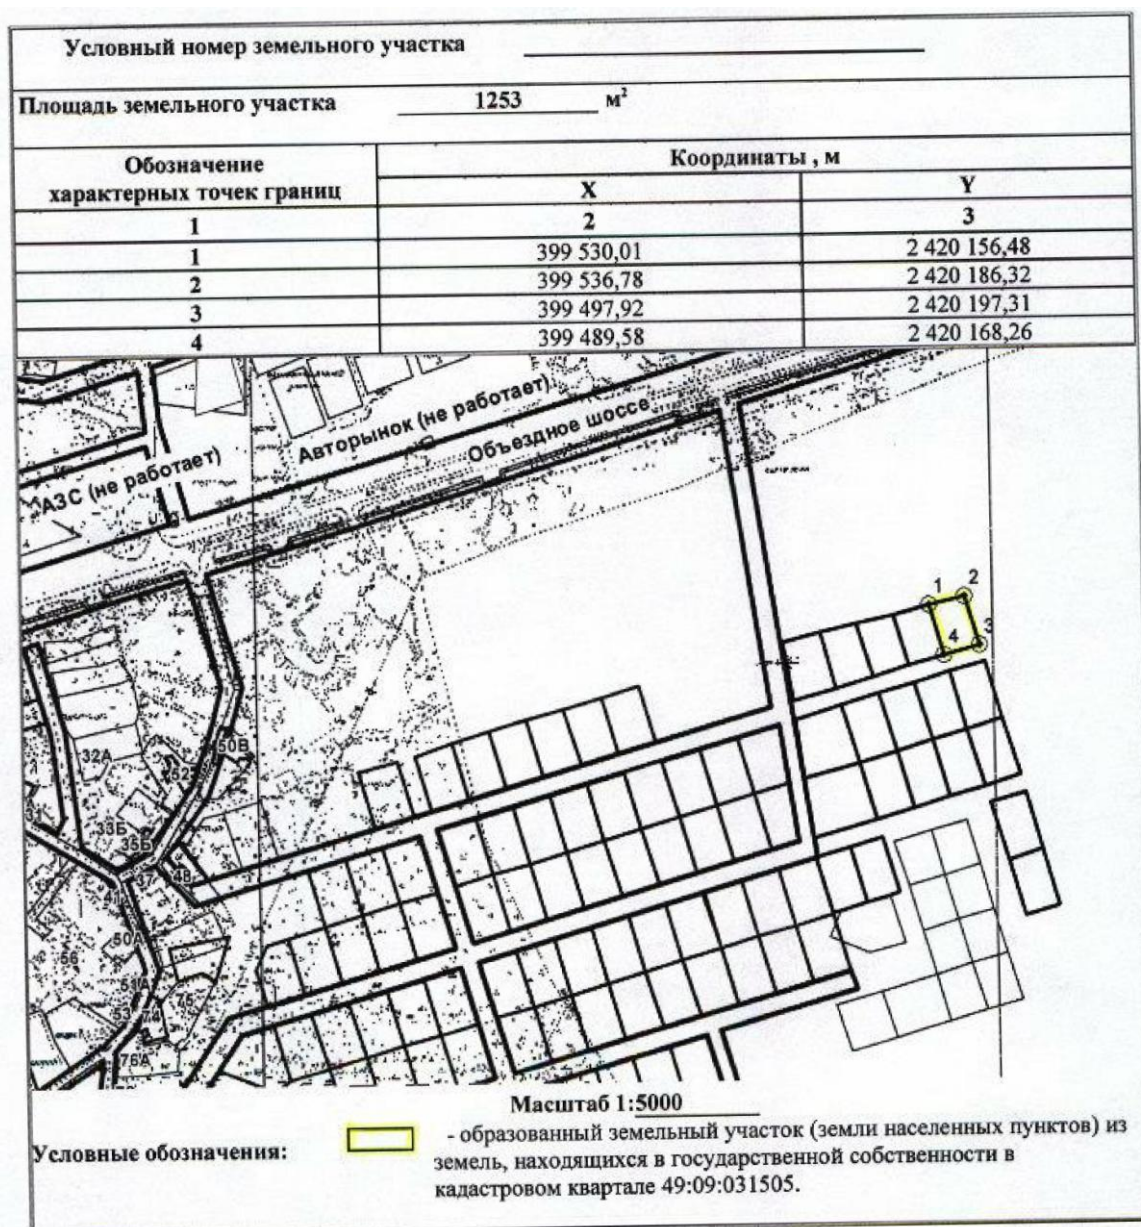 Условный номер земельного участка
Площадь земельного участка 1253 м²
Обозначение характерных точек границ Координаты , м
X Y
1 2 3
1 399 530,01 2 420 156,48
2 399 536,78 2 420 186,32
3 399 497,92 2 420 197,31
4 399 489,58 2 420 168,26
Авторынок (не работает)
Объездное шоссе
АЗС (не работает)
1 2
4 3
50В
32А
52
31
33Б
35Б
37
48
50А
56
51А
53
74
75
76А
Масштаб 1:5000
Условные обозначения:
- образованный земельный участок (земли населенных пунктов) из
земель, находящихся в государственной собственности в
кадастровом квартале 49:09:031505.